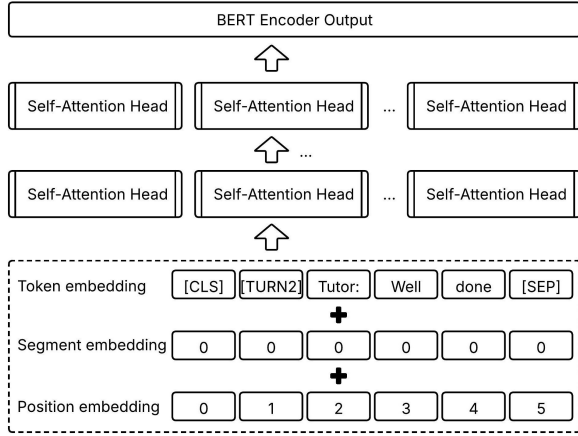 BERT Encoder Output
Self-Attention Head Self-Attention Head ... Self-Attention Head
...
Self-Attention Head Self-Attention Head ... Self-Attention Head
Token embedding [CLS] [TURN2] Tutor: Well done [SEP]
+
Segment embedding 0 0 0 0 0 0
+
Position embedding 0 1 2 3 4 5